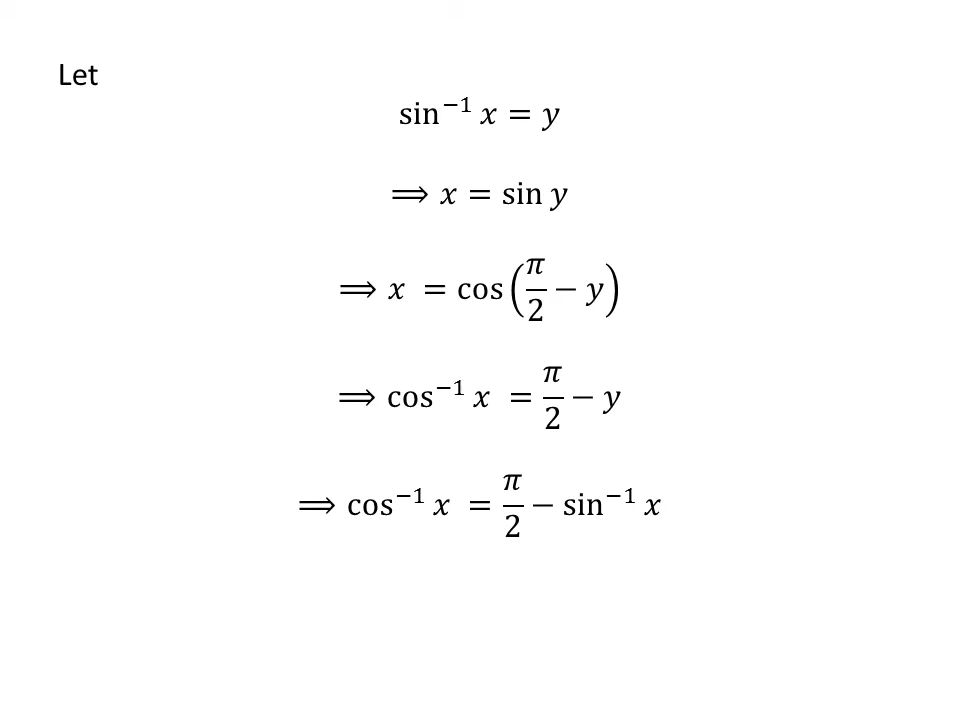 Let
sin⁻¹ x = y
⟹ x = sin y
⟹ x = cos(π/2 − y)
⟹ cos⁻¹ x = π/2 − y
⟹ cos⁻¹ x = π/2 − sin⁻¹ x